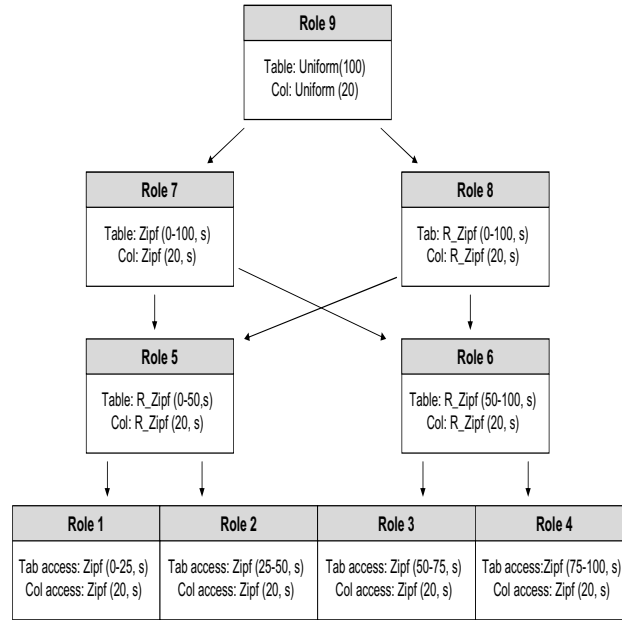 Role 9
Table: Uniform(100)
Col: Uniform (20)
Role 7
Table: Zipf (0-100, s)
Col: Zipf (20, s)
Role 8
Tab: R_Zipf (0-100, s)
Col: R_Zipf (20, s)
Role 5
Table: R_Zipf (0-50,s)
Col: R_Zipf (20, s)
Role 6
Table: R_Zipf (50-100, s)
Col: R_Zipf (20, s)
Role 1
Tab access: Zipf (0-25, s)
Col access: Zipf (20, s)
Role 2
Tab access: Zipf (25-50, s)
Col access: Zipf (20, s)
Role 3
Tab access: Zipf (50-75, s)
Col access: Zipf (20, s)
Role 4
Tab access:Zipf (75-100, s)
Col access: Zipf (20, s)